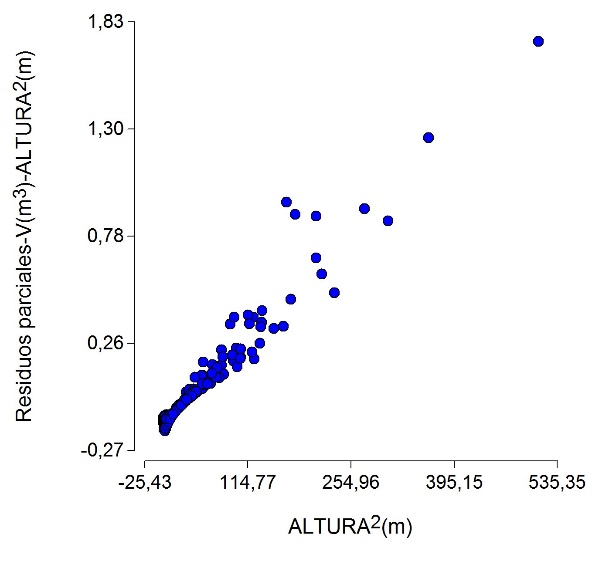 1,83
1,30
0,78
0,26
-0,27
Residuos parciales-V(m³)-ALTURA²(m)
-25,43 114,77 254,96 395,15 535,35
ALTURA²(m)